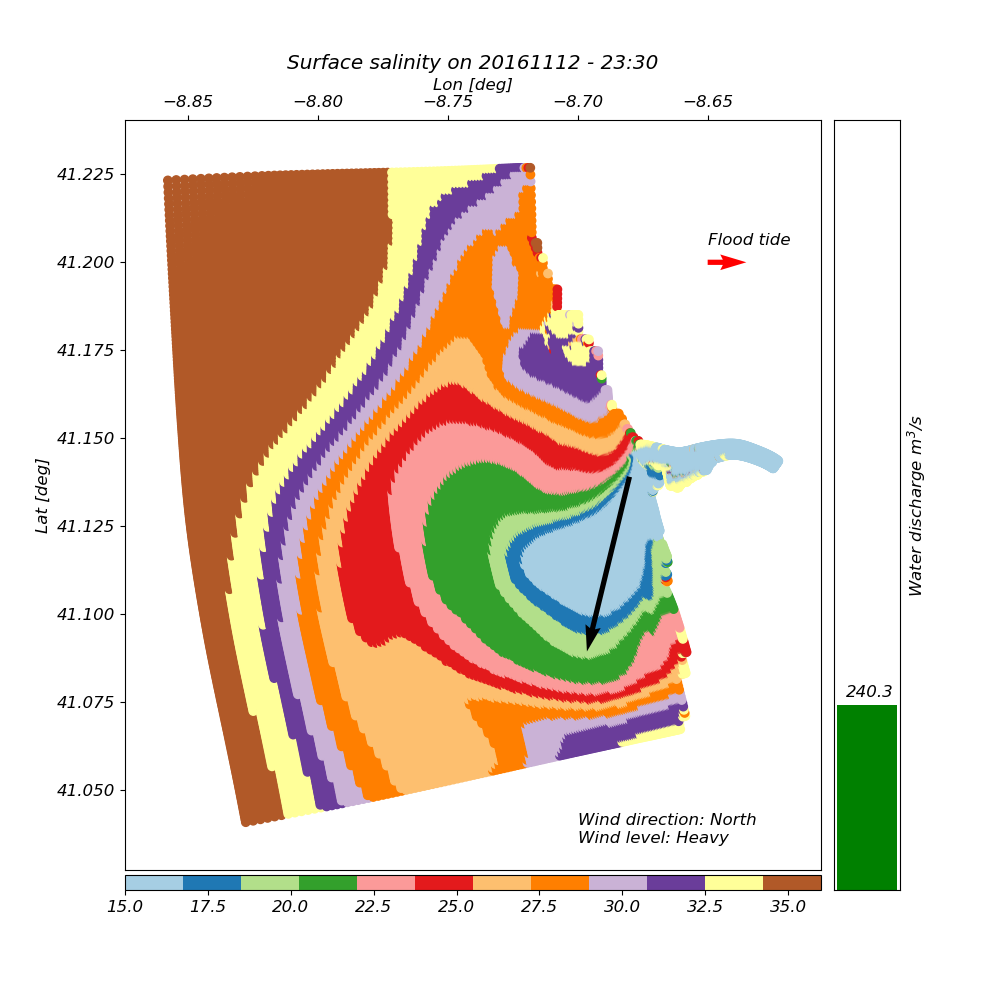 Surface salinity on 20161112 - 23:30
Lon [deg]
−8.85 −8.80 −8.75 −8.70 −8.65
41.225
41.200
41.175
41.150
41.125
41.100
41.075
41.050
Lat [deg]
Flood tide
Wind direction: North
Wind level: Heavy
240.3
Water discharge m³/s
15.0 17.5 20.0 22.5 25.0 27.5 30.0 32.5 35.0